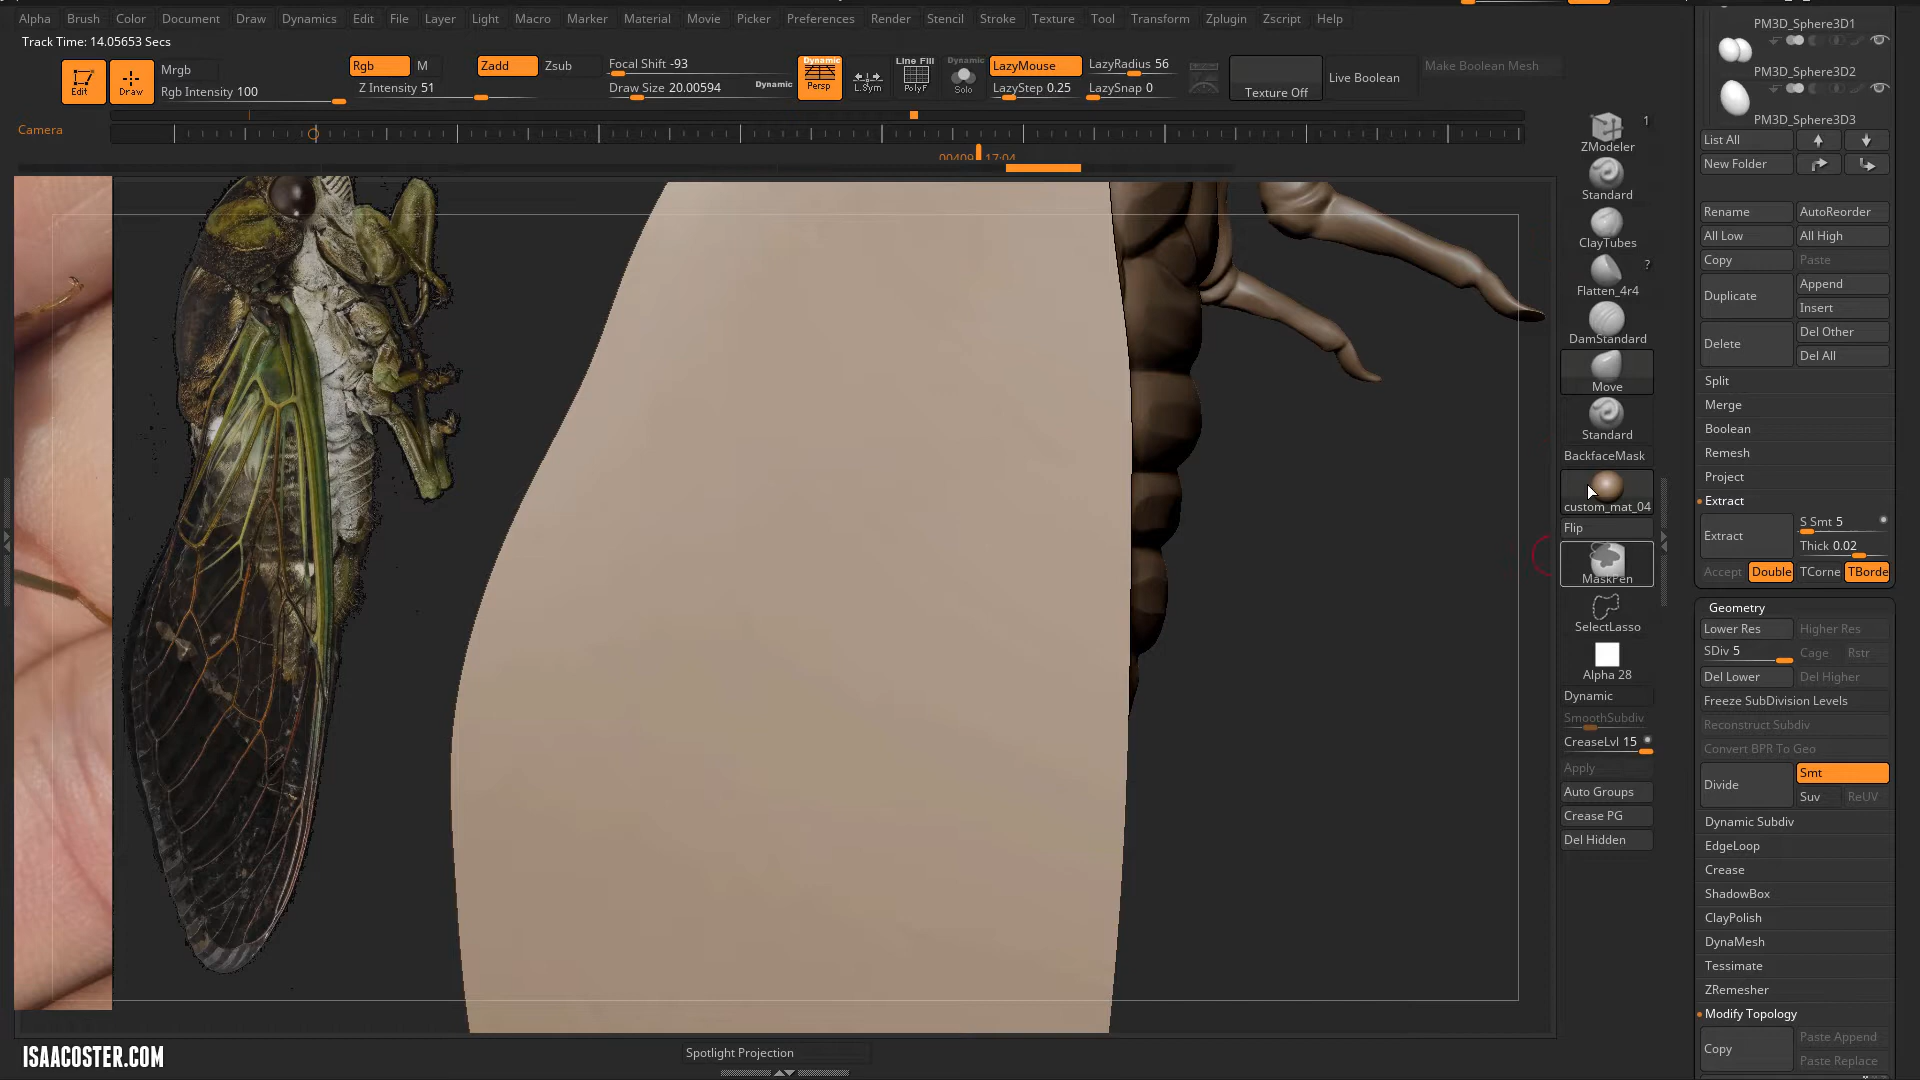 Alpha Brush Color Document Draw Dynamics Edit File Layer Light Macro Marker Material Movie Picker Preferences Render Stencil Stroke Texture Tool Transform Zplugin Zscript Help
Track Time: 14.05653 Secs
Edit Draw Mrgb Rgb M Zadd Zsub Focal Shift -93 Dynamic Persp L.Sym Line Fill PolyF Dynamic Solo LazyMouse LazyRadius 56 Texture Off Live Boolean Make Boolean Mesh
Rgb Intensity 100 Z Intensity 51 Draw Size 20.00594 Dynamic LazyStep 0.25 LazySnap 0
Camera
00409 17:04
1
ZModeler
Standard
ClayTubes
?
Flatten_4r4
DamStandard
Move
Standard
BackfaceMask
custom_mat_04
Flip
MaskPen
SelectLasso
Alpha 28
Dynamic
SmoothSubdiv
CreaseLvl 15
Apply
Auto Groups
Crease PG
Del Hidden
PM3D_Sphere3D1
PM3D_Sphere3D2
PM3D_Sphere3D3
List All
New Folder
Rename AutoReorder
All Low All High
Copy Paste
Duplicate Append
Insert
Delete Del Other
Del All
Split
Merge
Boolean
Remesh
Project
Extract
Extract S Smt 5
Thick 0.02
Accept Double TCorne TBorde
Geometry
Lower Res Higher Res
SDiv 5 Cage Rstr
Del Lower Del Higher
Freeze SubDivision Levels
Reconstruct Subdiv
Convert BPR To Geo
Divide Smt
Suv ReUV
Dynamic Subdiv
EdgeLoop
Crease
ShadowBox
ClayPolish
DynaMesh
Tessimate
ZRemesher
Modify Topology
Copy Paste Append
Paste Replace
ISAACOSTER.COM
Spotlight Projection